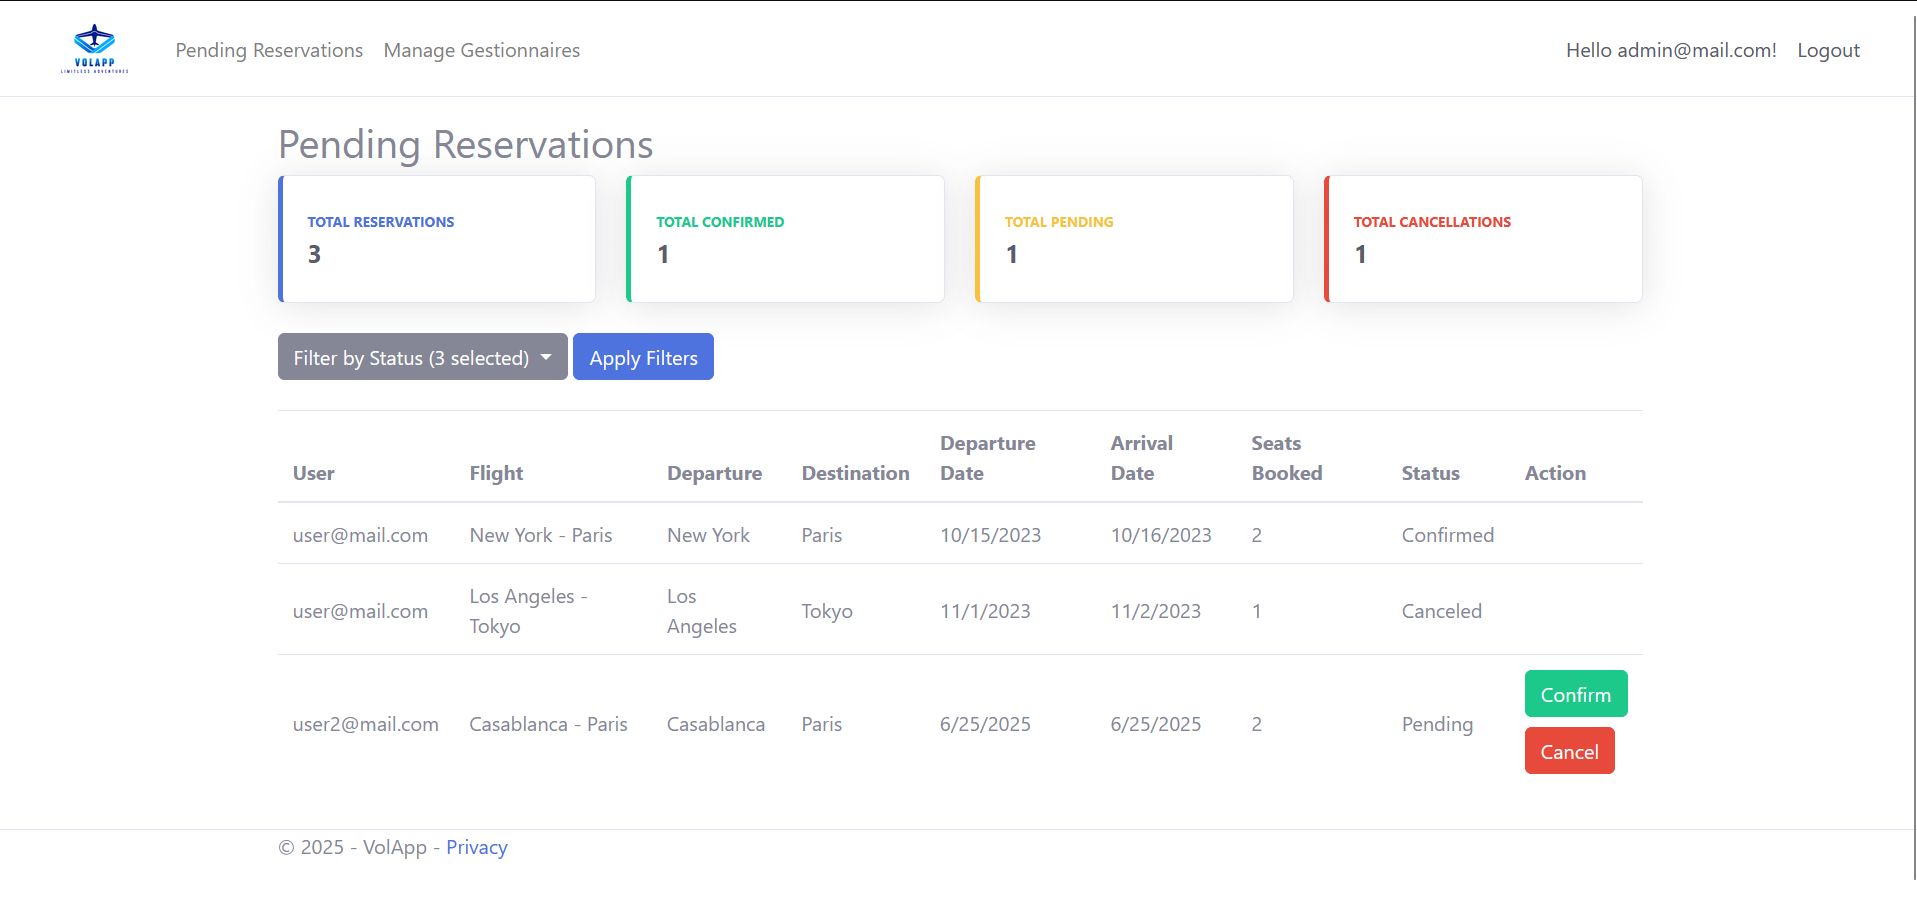 VOLAPP
LIMITLESS ADVENTURES
Pending Reservations Manage Gestionnaires Hello admin@mail.com! Logout
Pending Reservations
TOTAL RESERVATIONS
3
TOTAL CONFIRMED
1
TOTAL PENDING
1
TOTAL CANCELLATIONS
1
Filter by Status (3 selected) Apply Filters
User Flight Departure Destination Departure Date Arrival Date Seats Booked Status Action
user@mail.com New York - Paris New York Paris 10/15/2023 10/16/2023 2 Confirmed
user@mail.com Los Angeles - Tokyo Los Angeles Tokyo 11/1/2023 11/2/2023 1 Canceled
user2@mail.com Casablanca - Paris Casablanca Paris 6/25/2025 6/25/2025 2 Pending Confirm
Cancel
© 2025 - VolApp - Privacy